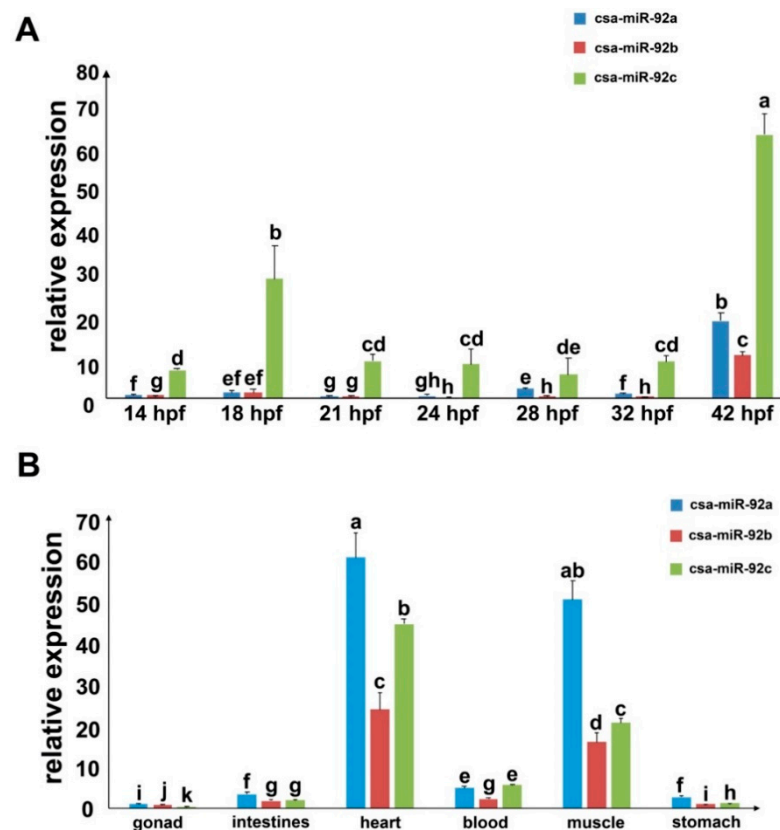 A
csa-miR-92a
csa-miR-92b
csa-miR-92c
relative expression
80
70
60
50
40
30
20
10
0
f g d
ef ef b
g g cd
gh h cd
e h de
f h cd
b c a
14 hpf 18 hpf 21 hpf 24 hpf 28 hpf 32 hpf 42 hpf
B
csa-miR-92a
csa-miR-92b
csa-miR-92c
relative expression
70
60
50
40
30
20
10
0
i j k
f g g
a c b
e g e
ab d c
f i h
gonad intestines heart blood muscle stomach